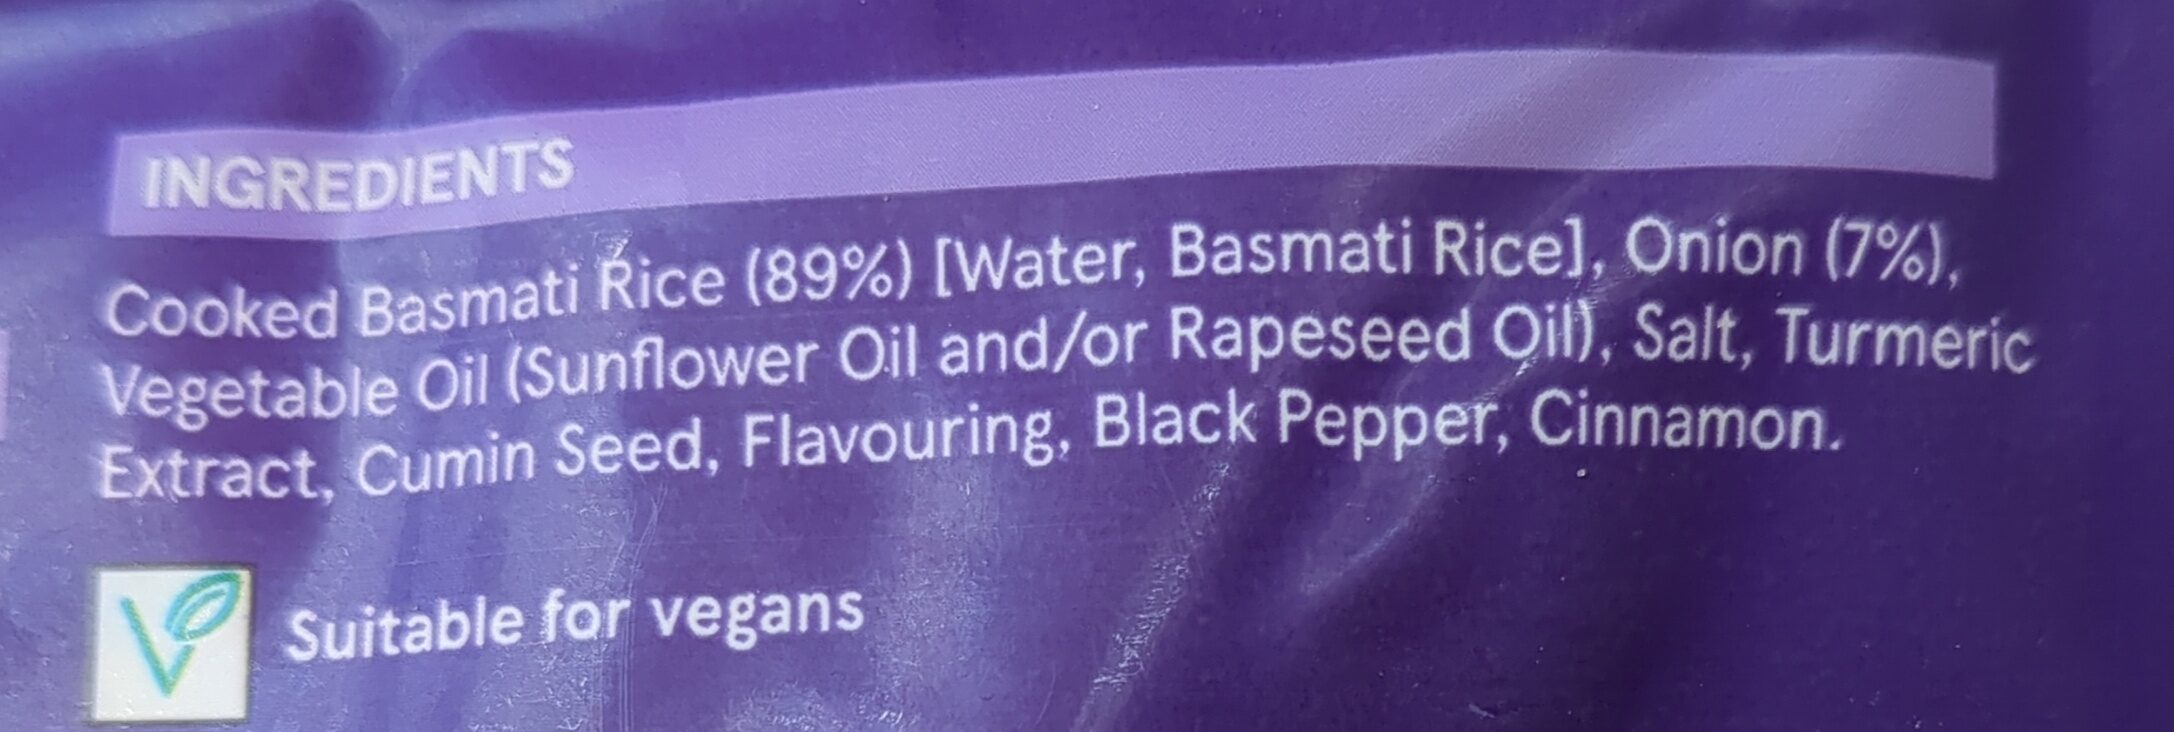 INGREDIENTS
Cooked Basmati Rice (89%) [Water, Basmati Rice], Onion (7%),
Vegetable Oil (Sunflower Oil and/or Rapeseed Oil), Salt, Turmeric
Extract, Cumin Seed, Flavouring, Black Pepper, Cinnamon.
Suitable for vegans